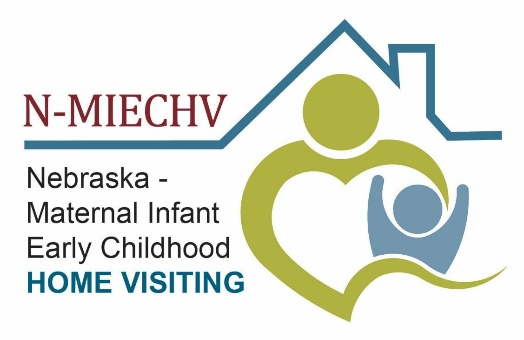 N-MIECHV
Nebraska -
Maternal Infant
Early Childhood
HOME VISITING